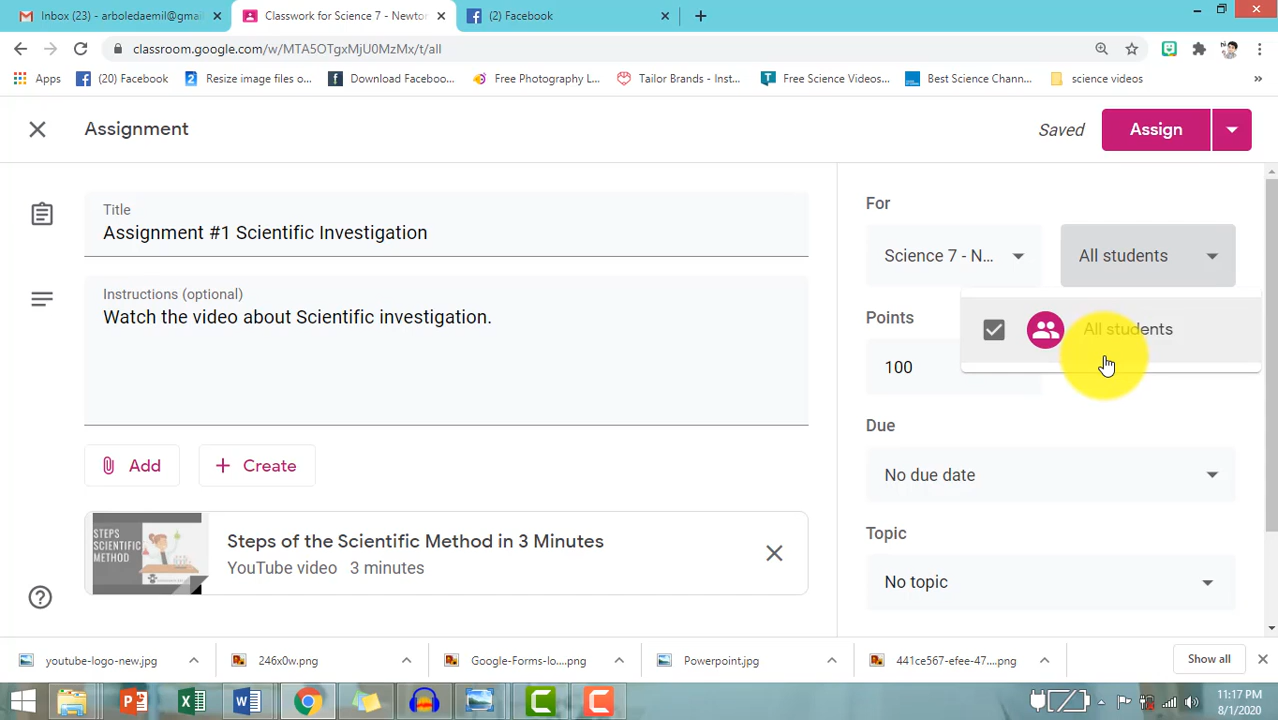 Inbox (23) - arboledaemil@gmail
Classwork for Science 7 - Newton
(2) Facebook
classroom.google.com/w/MTA5OTgxMjU0MzMx/t/all
Apps
(20) Facebook
Resize image files o...
Download Faceboo...
Free Photography L...
Tailor Brands - Inst...
Free Science Videos...
Best Science Chann...
science videos
Assignment
Saved
Assign
Title
Assignment #1 Scientific Investigation
Instructions (optional)
Watch the video about Scientific investigation.
Add
Create
STEPS
SCIENTIFIC
METHOD
Steps of the Scientific Method in 3 Minutes
YouTube video 3 minutes
For
Science 7 - N...
All students
All students
Points
100
Due
No due date
Topic
No topic
youtube-logo-new.jpg
246x0w.png
Google-Forms-lo....png
Powerpoint.jpg
441ce567-efee-47....png
Show all
11:17 PM
8/1/2020